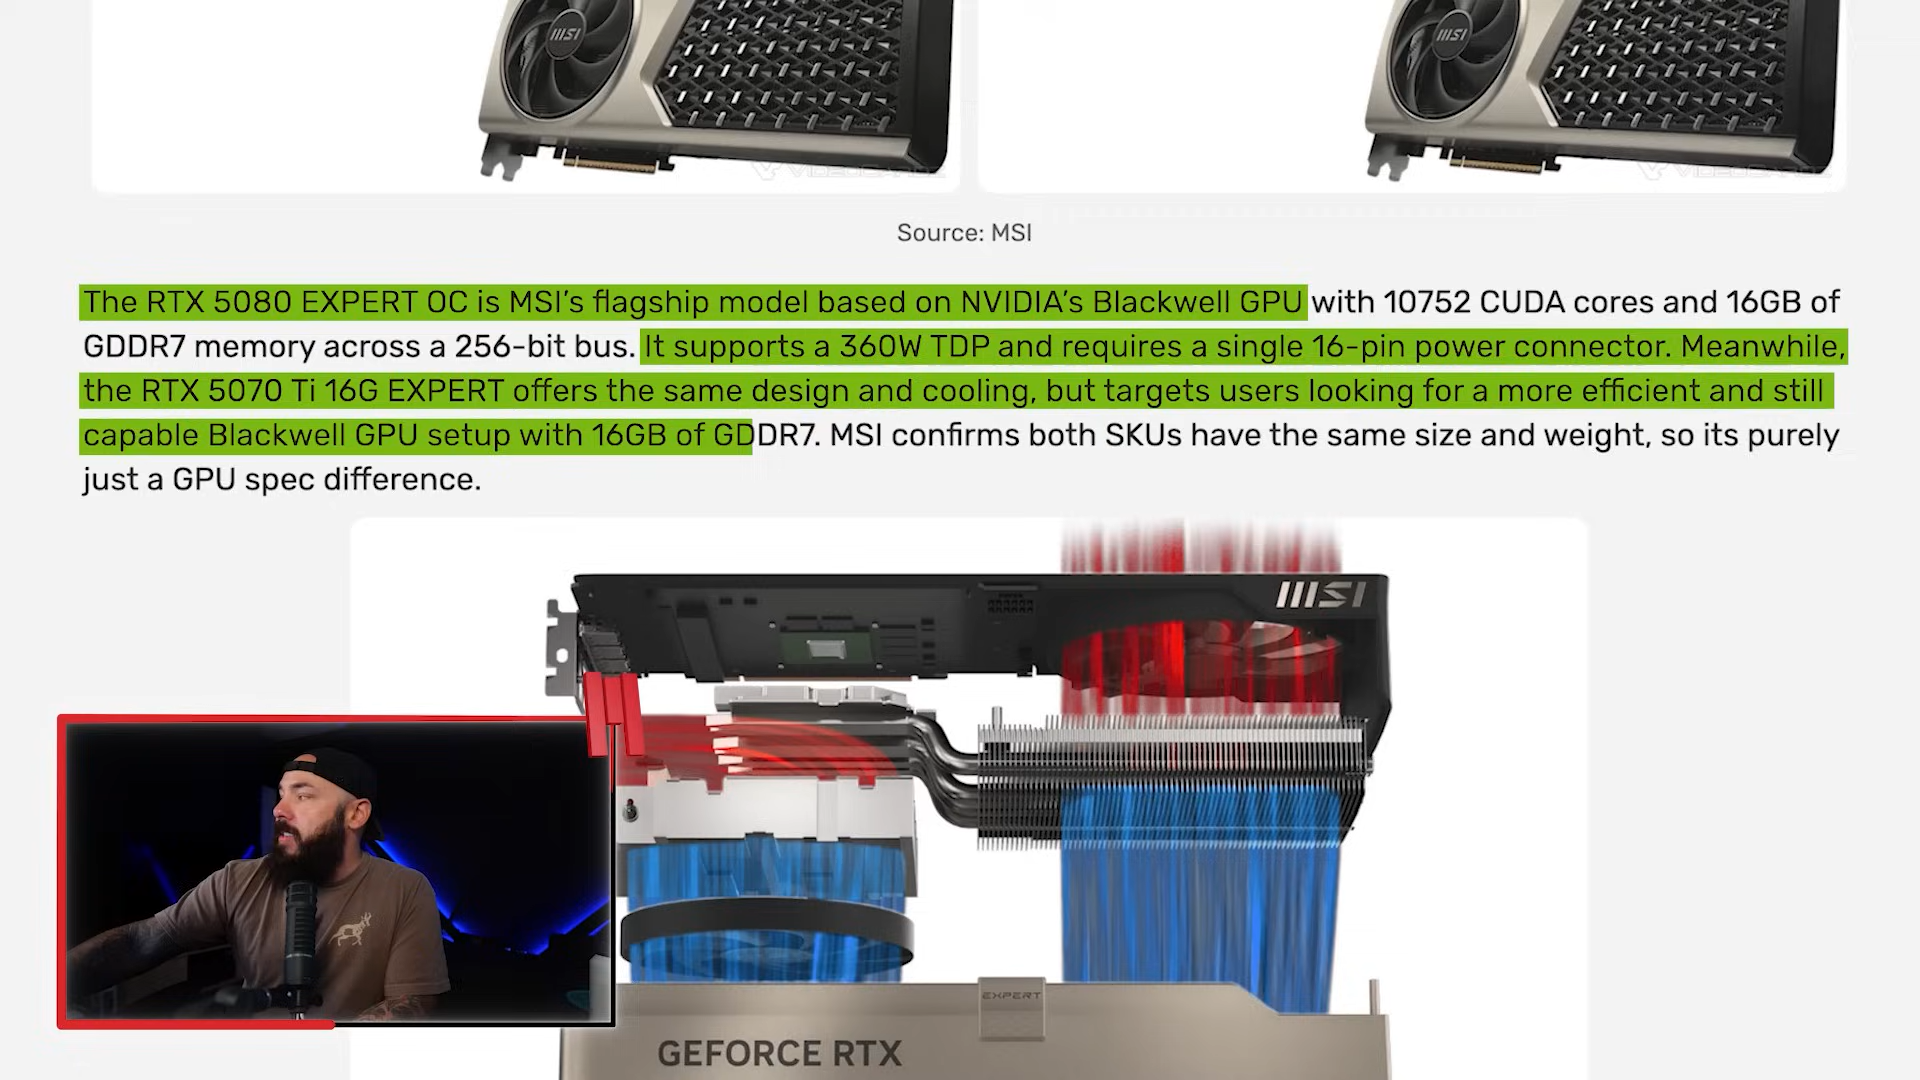 MSI
MSI
VIDEOCARDZ
VIDEOCARDZ
Source: MSI
The RTX 5080 EXPERT OC is MSI’s flagship model based on NVIDIA’s Blackwell GPU with 10752 CUDA cores and 16GB of
GDDR7 memory across a 256-bit bus. It supports a 360W TDP and requires a single 16-pin power connector. Meanwhile,
the RTX 5070 Ti 16G EXPERT offers the same design and cooling, but targets users looking for a more efficient and still
capable Blackwell GPU setup with 16GB of GDDR7. MSI confirms both SKUs have the same size and weight, so its purely
just a GPU spec difference.
MSI
EXPERT
GEFORCE RTX